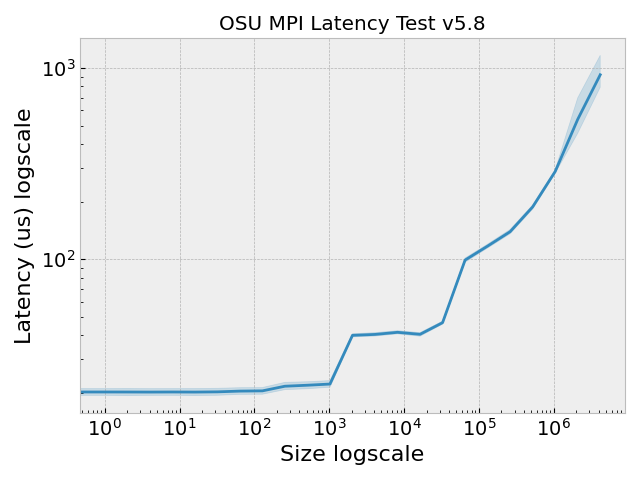 OSU MPI Latency Test v5.8
Latency (us) logscale
10³
10²
10⁰ 10¹ 10² 10³ 10⁴ 10⁵ 10⁶
Size logscale